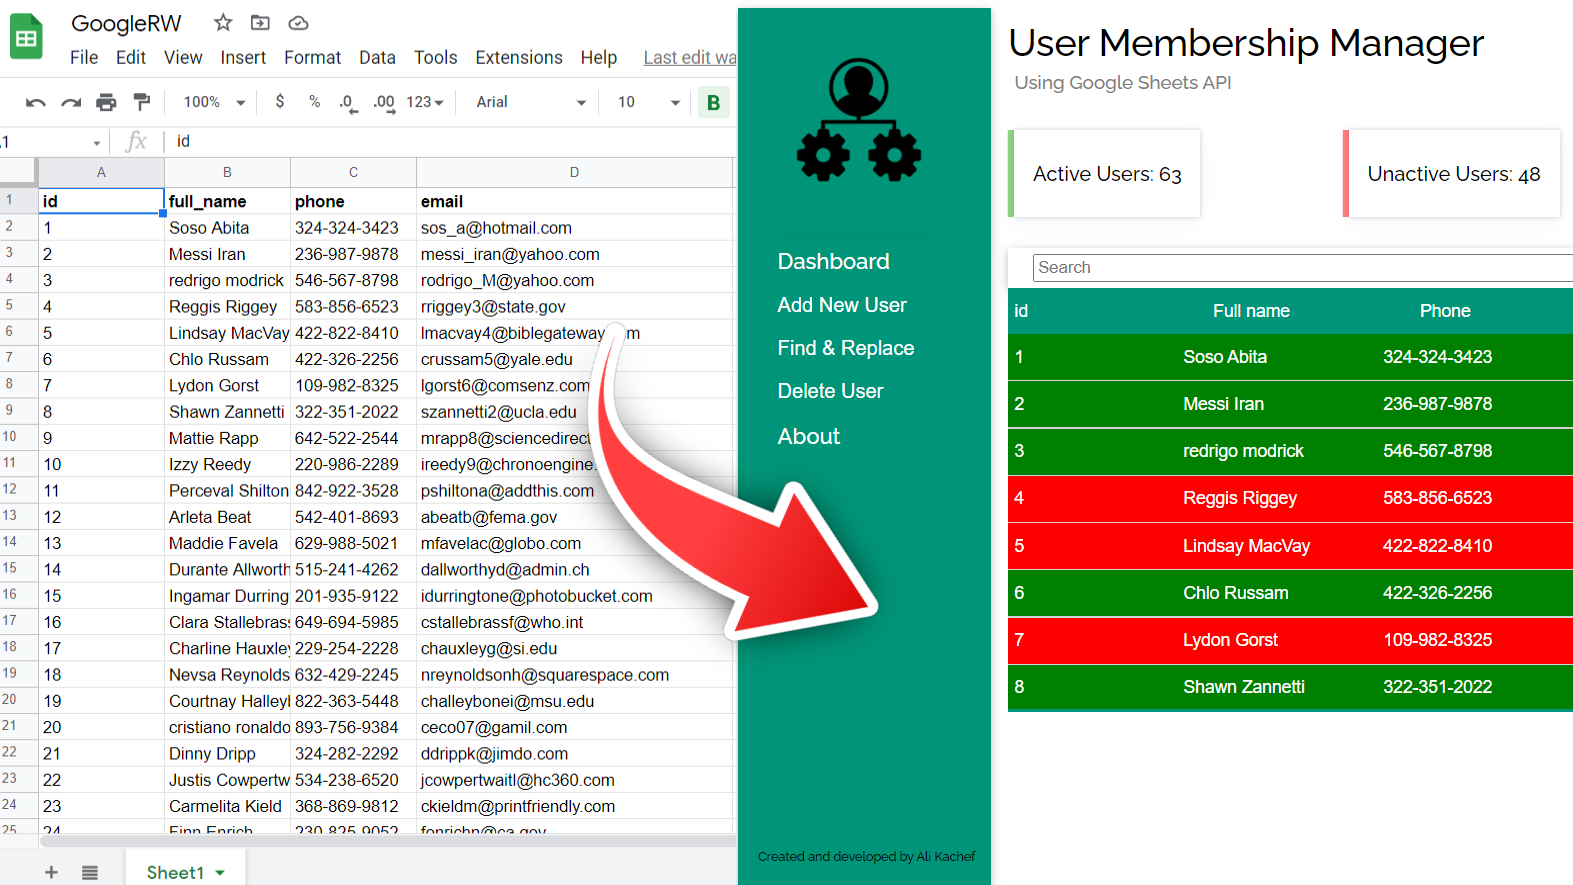 GoogleRW
File Edit View Insert Format Data Tools Extensions Help Last edit wa
100% $ % .0 .00 123 Arial 10 B
1 fx id
A B C D
1 id full_name phone email
2 1 Soso Abita 324-324-3423 sos_a@hotmail.com
3 2 Messi Iran 236-987-9878 messi_iran@yahoo.com
4 3 redrigo modrick 546-567-8798 rodrigo_M@yahoo.com
5 4 Reggis Riggey 583-856-6523 rriggey3@state.gov
6 5 Lindsay MacVay 422-822-8410 lmacvay4@biblegateway. m
7 6 Chlo Russam 422-326-2256 crussam5@yale.edu
8 7 Lydon Gorst 109-982-8325 lgorst6@comsenz.com
9 8 Shawn Zannetti 322-351-2022 szannetti2@ucla.edu
10 9 Mattie Rapp 642-522-2544 mrapp8@sciencedirect
11 10 Izzy Reedy 220-986-2289 ireedy9@chronoengine.
12 11 Perceval Shilton 842-922-3528 pshiltona@addthis.com
13 12 Arleta Beat 542-401-8693 abeatb@fema.gov
14 13 Maddie Favela 629-988-5021 mfavelac@globo.com
15 14 Durante Allworth 515-241-4262 dallworthyd@admin.ch
16 15 Ingamar Durring 201-935-9122 idurringtone@photobucket.com
17 16 Clara Stallebrass 649-694-5985 cstallebrassf@who.int
18 17 Charline Hauxley 229-254-2228 chauxleyg@si.edu
19 18 Nevsa Reynolds 632-429-2245 nreynoldsonh@squarespace.com
20 19 Courtnay Halleyl 822-363-5448 challeybonei@msu.edu
21 20 cristiano ronaldo 893-756-9384 ceco07@gamil.com
22 21 Dinny Dripp 324-282-2292 ddrippk@jimdo.com
23 22 Justis Cowpertw 534-238-6520 jcowpertwaitl@hc360.com
24 23 Carmelita Kield 368-869-9812 ckieldm@printfriendly.com
25 24 Finn Enrich 230-825-9052 fenrichn@ca.gov
Sheet1
Dashboard
Add New User
Find & Replace
Delete User
About
Created and developed by Ali Kachef
User Membership Manager
Using Google Sheets API
Active Users: 63
Unactive Users: 48
Search
id Full name Phone
1 Soso Abita 324-324-3423
2 Messi Iran 236-987-9878
3 redrigo modrick 546-567-8798
4 Reggis Riggey 583-856-6523
5 Lindsay MacVay 422-822-8410
6 Chlo Russam 422-326-2256
7 Lydon Gorst 109-982-8325
8 Shawn Zannetti 322-351-2022